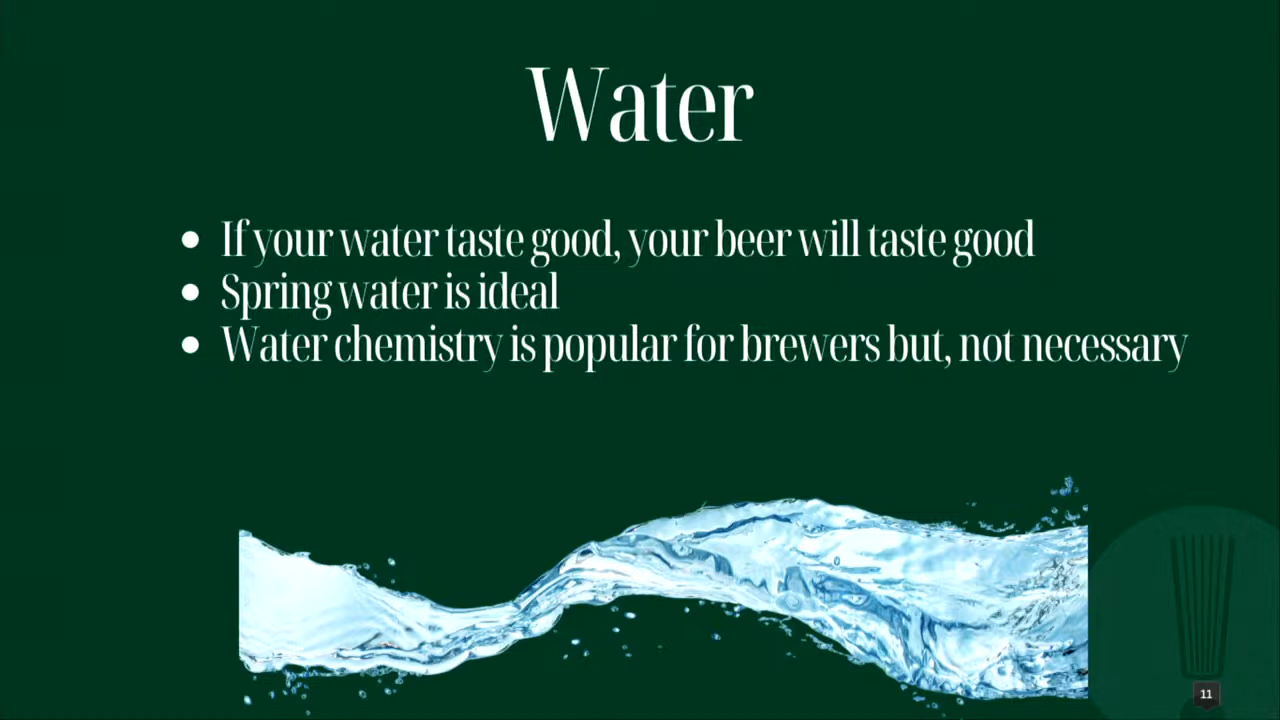 Water
• If your water taste good, your beer will taste good
• Spring water is ideal
• Water chemistry is popular for brewers but, not necessary
11